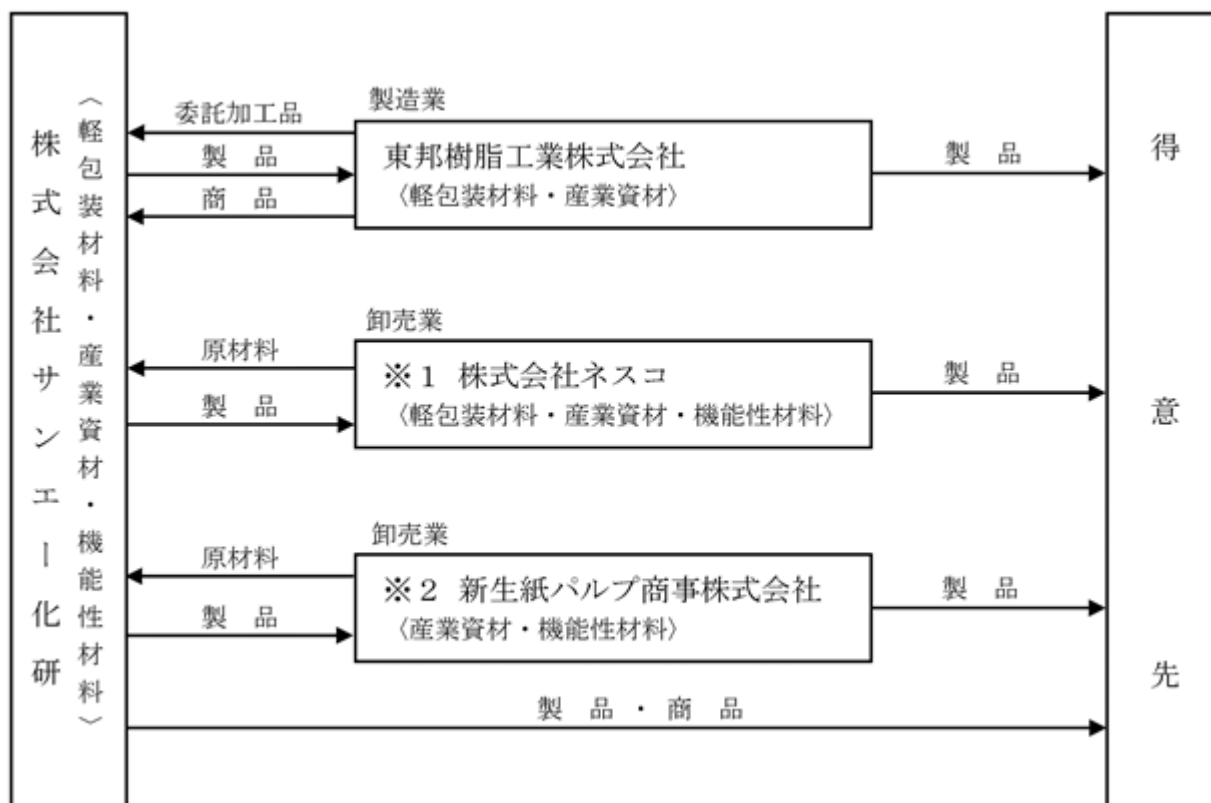 株式会社サンエー化研
〈軽包装材料・産業資材・機能性材料〉
製造業
委託加工品
製 品
商 品
東邦樹脂工業株式会社
〈軽包装材料・産業資材〉
製 品
卸売業
原材料
製 品
※1 株式会社ネスコ
〈軽包装材料・産業資材・機能性材料〉
製 品
卸売業
原材料
製 品
※2 新生紙パルプ商事株式会社
〈産業資材・機能性材料〉
製 品
製 品 ・ 商 品
得意先